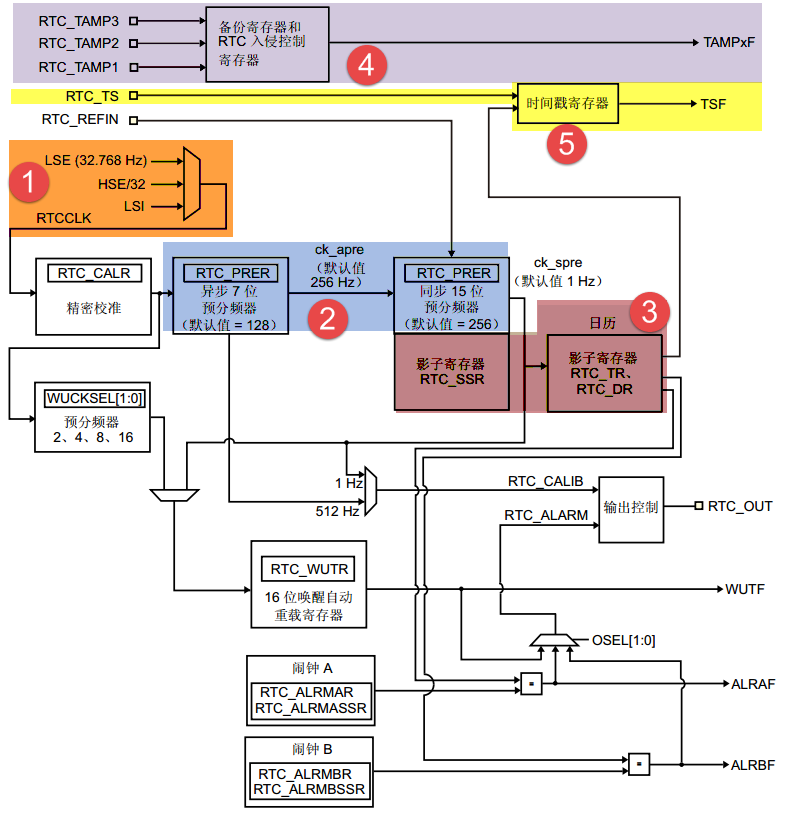 RTC_TAMP3
RTC_TAMP2
RTC_TAMP1
备份寄存器和
RTC 入侵控制
寄存器
4
TAMPxF
RTC_TS
时间戳寄存器
TSF
5
RTC_REFIN
1
LSE (32.768 Hz)
HSE/32
LSI
RTCCLK
RTC_CALR
精密校准
ck_apre
(默认值
256 Hz)
RTC_PRER
异步 7 位
预分频器
(默认值 = 128)
2
RTC_PRER
同步 15 位
预分频器
(默认值 = 256)
ck_spre
(默认值 1 Hz)
3
日历
影子寄存器
RTC_SSR
影子寄存器
RTC_TR、
RTC_DR
WUCKSEL[1:0]
预分频器
2、4、8、16
1 Hz
512 Hz
RTC_CALIB
RTC_ALARM
输出控制
RTC_OUT
RTC_WUTR
16 位唤醒自动
重载寄存器
WUTF
OSEL[1:0]
闹钟 A
RTC_ALRMAR
RTC_ALRMASSR
=
ALRAF
闹钟 B
RTC_ALRMBR
RTC_ALRMBSSR
=
ALRBF